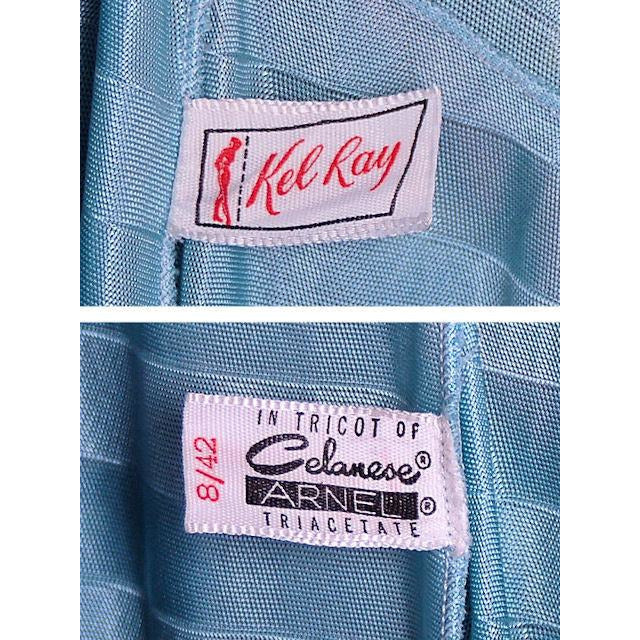 Kel Ray
8/42
IN TRICOT OF
Celanese®
ARNEL®
TRIACETATE